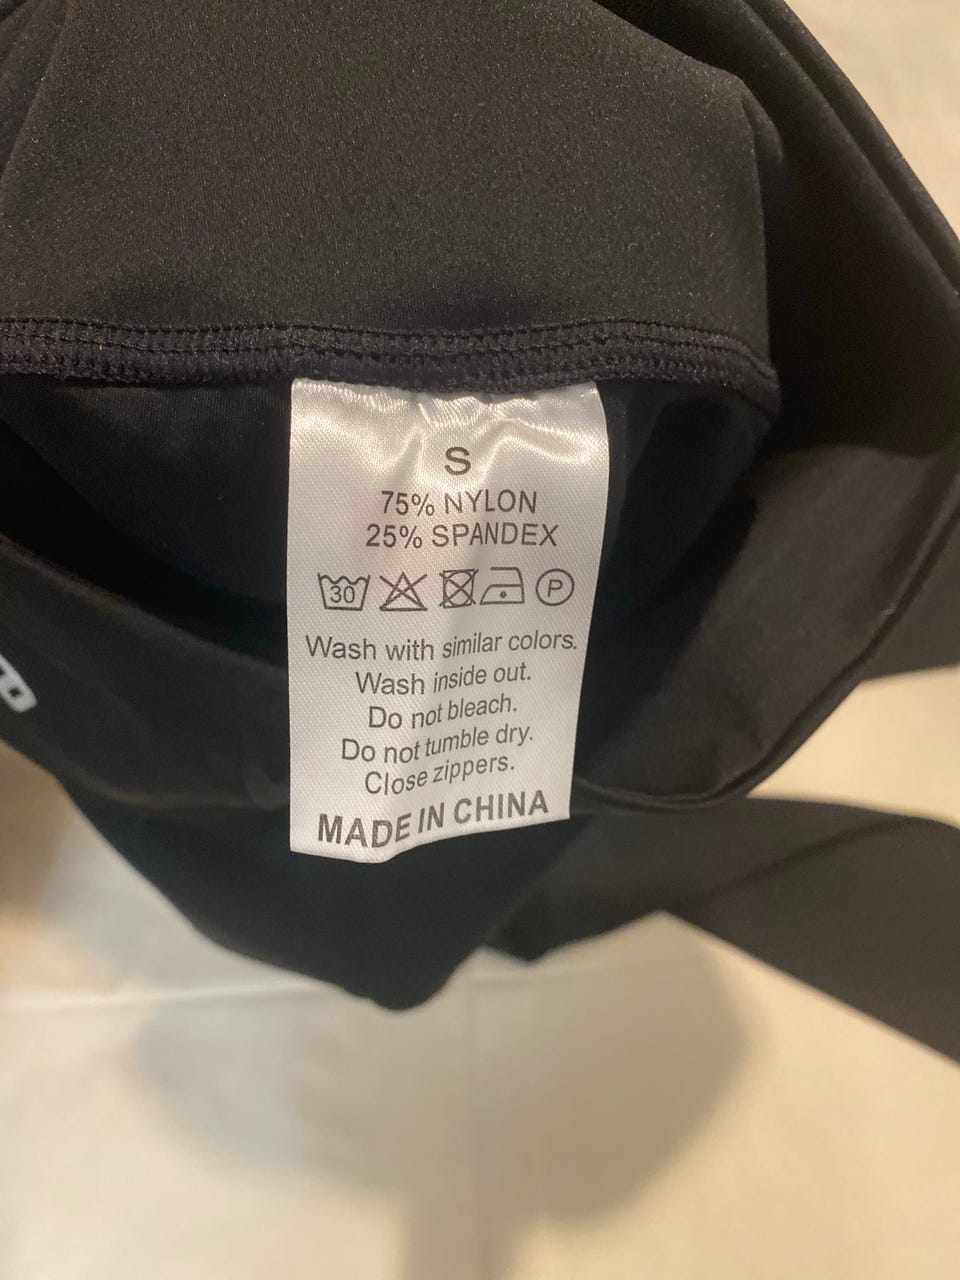 S
75% NYLON
25% SPANDEX
30 P
Wash with similar colors.
Wash inside out.
Do not bleach.
Do not tumble dry.
Close zippers.
MADE IN CHINA